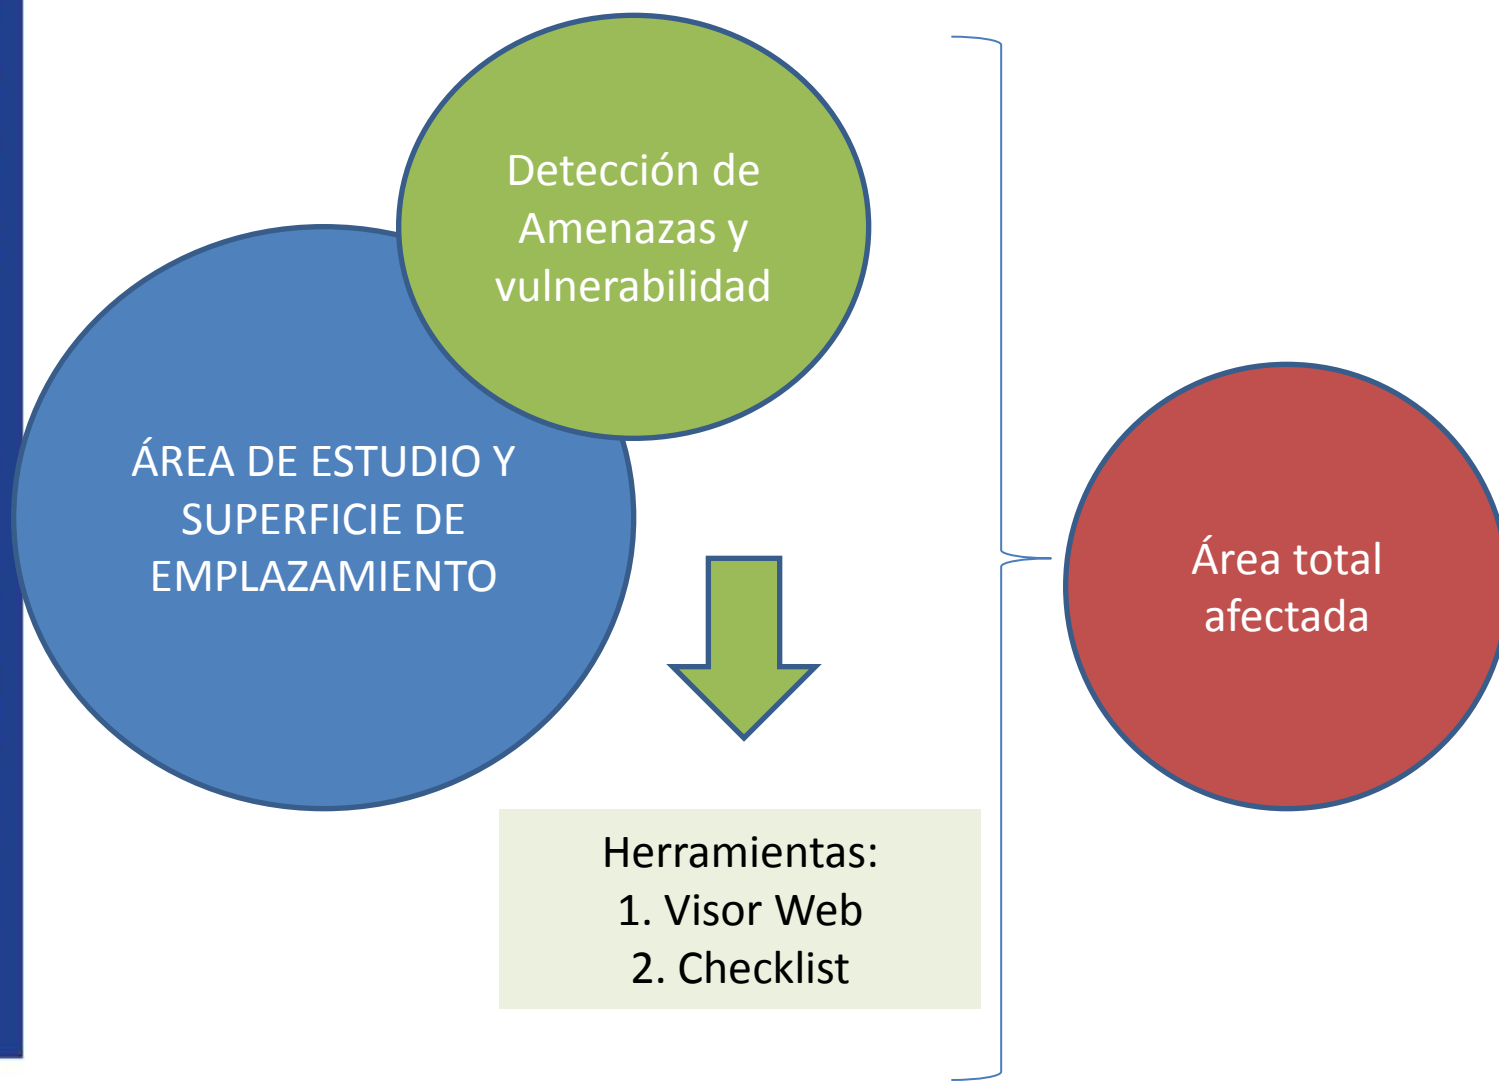 Detección de
Amenazas y
vulnerabilidad
ÁREA DE ESTUDIO Y
SUPERFICIE DE
EMPLAZAMIENTO
Área total
afectada
Herramientas:
1. Visor Web
2. Checklist